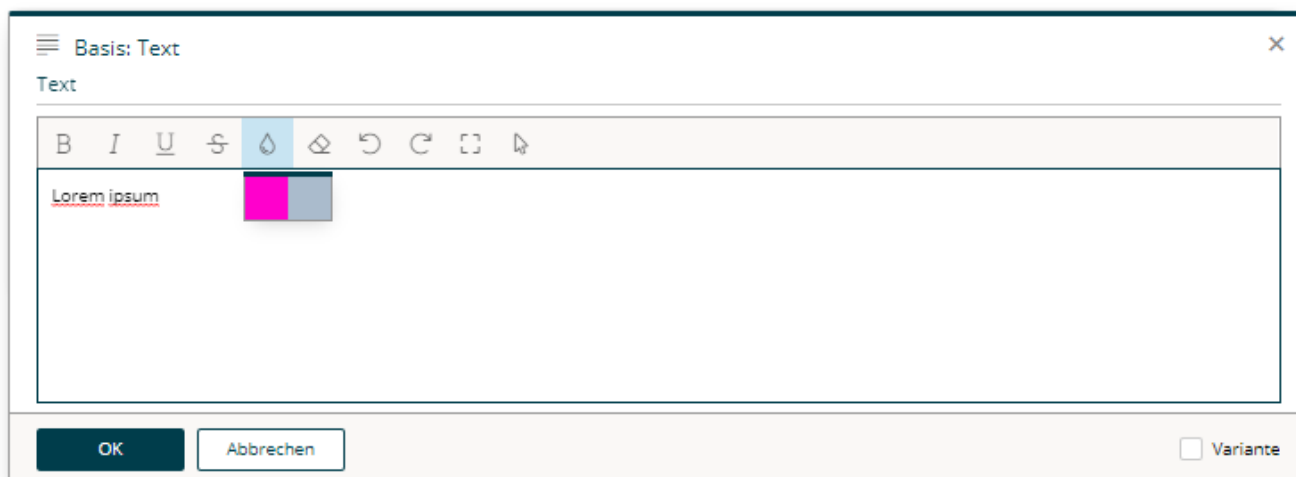 Basis: Text
Text
B I U S
Lorem ipsum
OK Abbrechen Variante